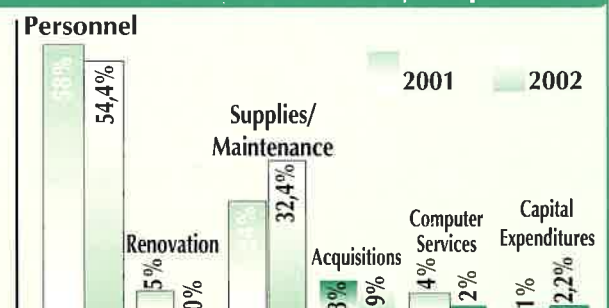 Personnel
2001
2002
58%
54,4%
Supplies/
Maintenance
32,4%
Renovation
5%
0%
Acquisitions
Computer
Services
4%
2%
Capital
Expenditures
1%
2,2%